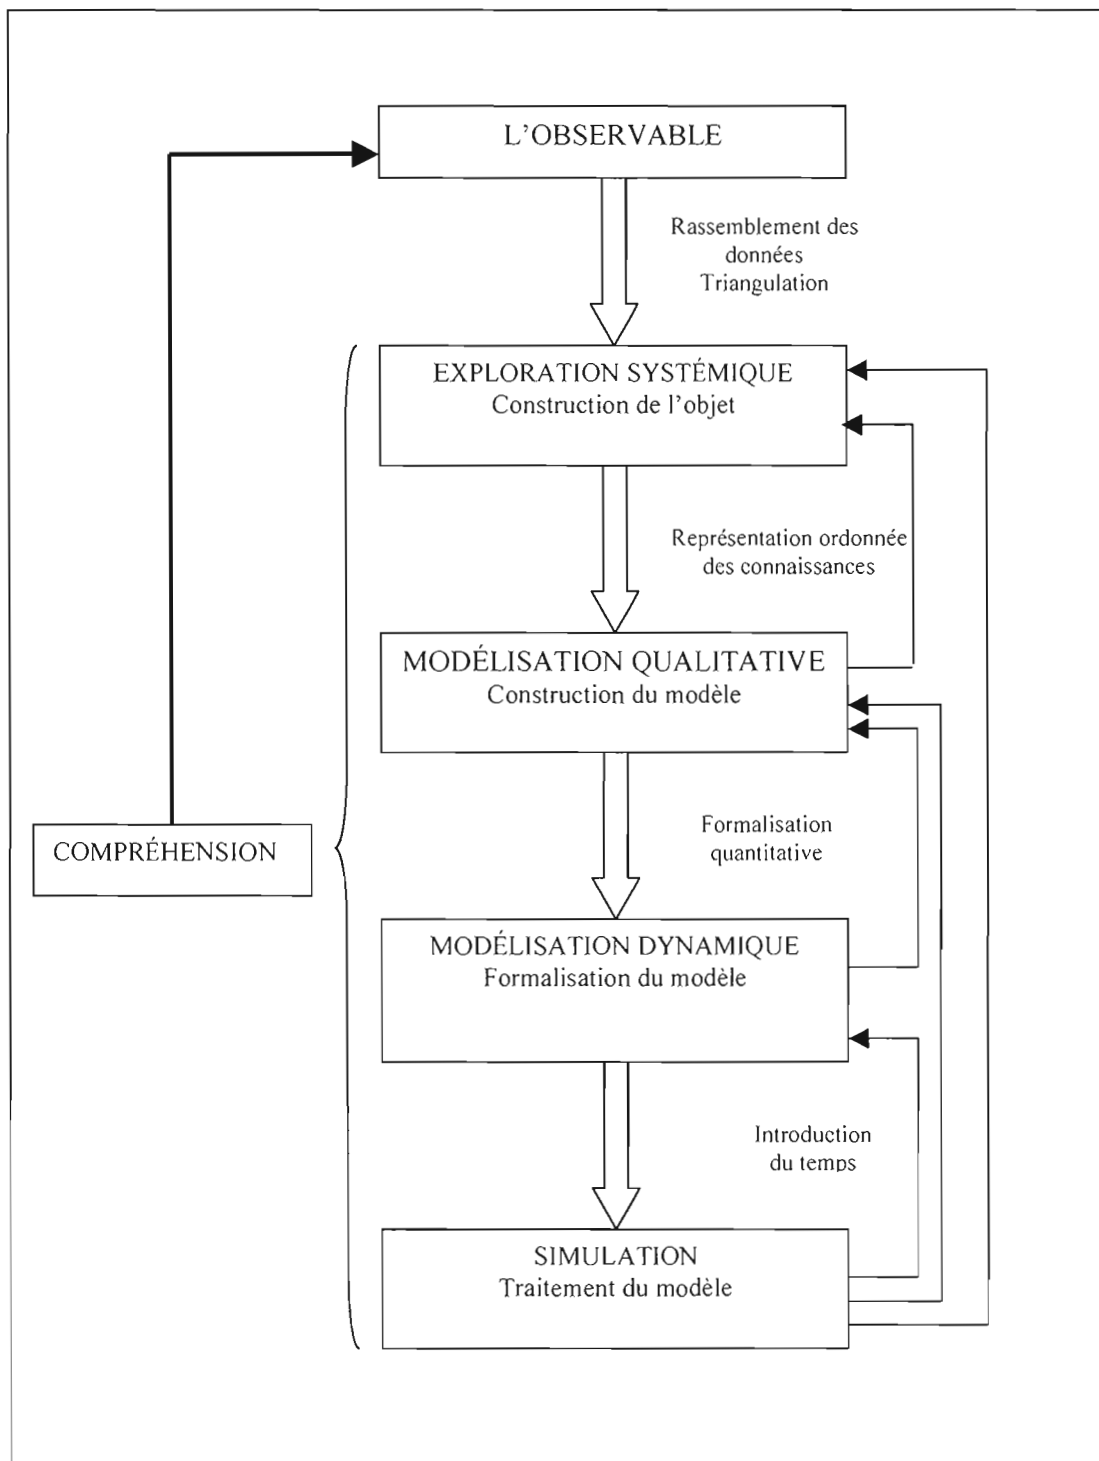 L'OBSERVABLE
Rassemblement des
données
Triangulation
EXPLORATION SYSTÉMIQUE
Construction de l'objet
Représentation ordonnée
des connaissances
MODÉLISATION QUALITATIVE
Construction du modèle
Formalisation
quantitative
COMPRÉHENSION
MODÉLISATION DYNAMIQUE
Formalisation du modèle
Introduction
du temps
SIMULATION
Traitement du modèle